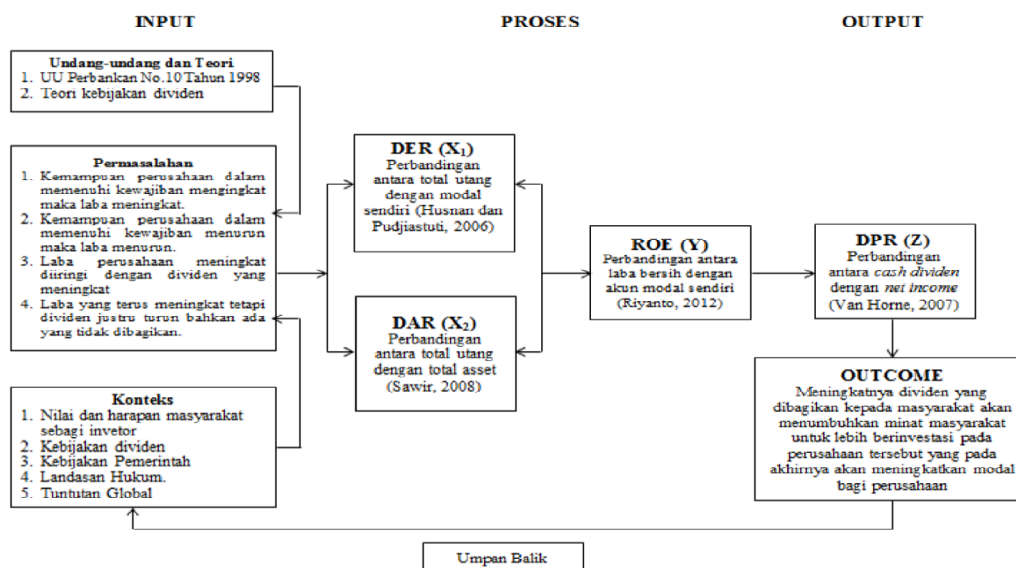 INPUT
PROSES
OUTPUT
Undang-undang dan Teori
1. UU Perbankan No.10 Tahun 1998
2. Teori kebijakan dividen
Permasalahan
1. Kemampuan perusahaan dalam
memenuhi kewajiban mengingkat
maka laba meningkat.
2. Kemampuan perusahaan dalam
memenuhi kewajiban menurun
maka laba menurun.
3. Laba perusahaan meningkat
diiringi dengan dividen yang
meningkat
4. Laba yang terus meningkat tetapi
dividen justru turun bahkan ada
yang tidak dibagikan.
Konteks
1. Nilai dan harapan masyarakat
sebagi invetor
2. Kebijakan dividen
3. Kebijakan Pemerintah
4. Landasan Hukum.
5. Tuntutan Global
DER (X₁)
Perbandingan
antara total utang
dengan modal
sendiri (Husnan dan
Pudjiastuti, 2006)
DAR (X₂)
Perbandingan
antara total utang
dengan total asset
(Sawir, 2008)
ROE (Y)
Perbandingan antara
laba bersih dengan
akun modal sendiri
(Riyanto, 2012)
DPR (Z)
Perbandingan
antara cash dividen
dengan net income
(Van Horne, 2007)
OUTCOME
Meningkatnya dividen yang
dibagikan kepada masyarakat akan
menumbuhkan minat masyarakat
untuk lebih berinvestasi pada
perusahaan tersebut yang pada
akhirnya akan meningkatkan modal
bagi perusahaan
Umpan Balik